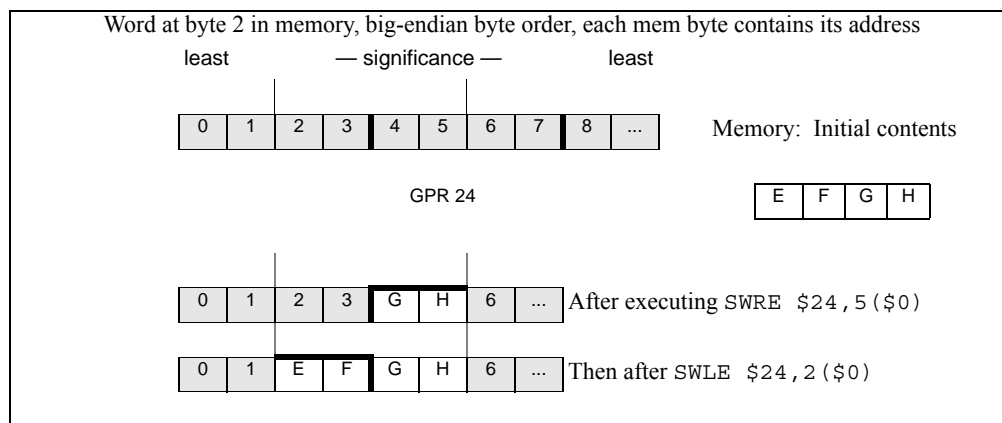 Word at byte 2 in memory, big-endian byte order, each mem byte contains its address
least — significance — least
0 1 2 3 4 5 6 7 8 ... Memory: Initial contents
GPR 24 E F G H
0 1 2 3 G H 6 ... After executing SWRE $24,5($0)
0 1 E F G H 6 ... Then after SWLE $24,2($0)